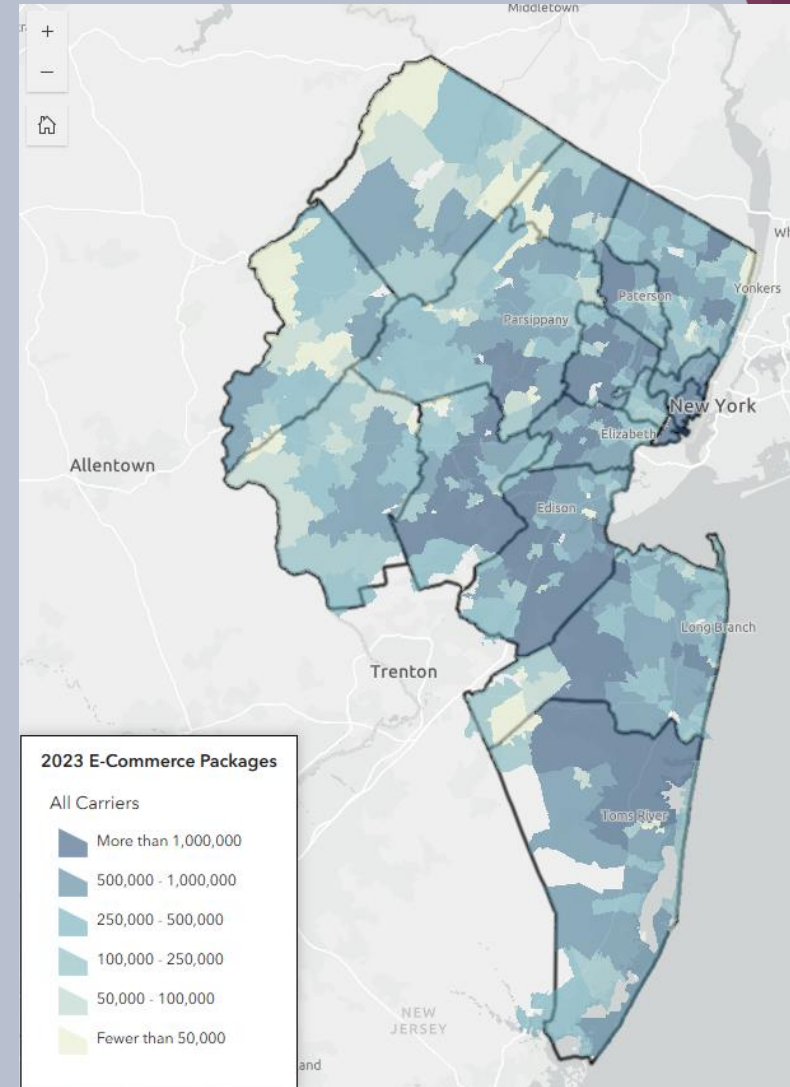 Middletown
+
−
Yonkers
Paterson
Parsippany
New York
Elizabeth
Allentown
Edison
Long Branch
Trenton
Toms River
NEW
JERSEY
2023 E-Commerce Packages
All Carriers
More than 1,000,000
500,000 - 1,000,000
250,000 - 500,000
100,000 - 250,000
50,000 - 100,000
Fewer than 50,000